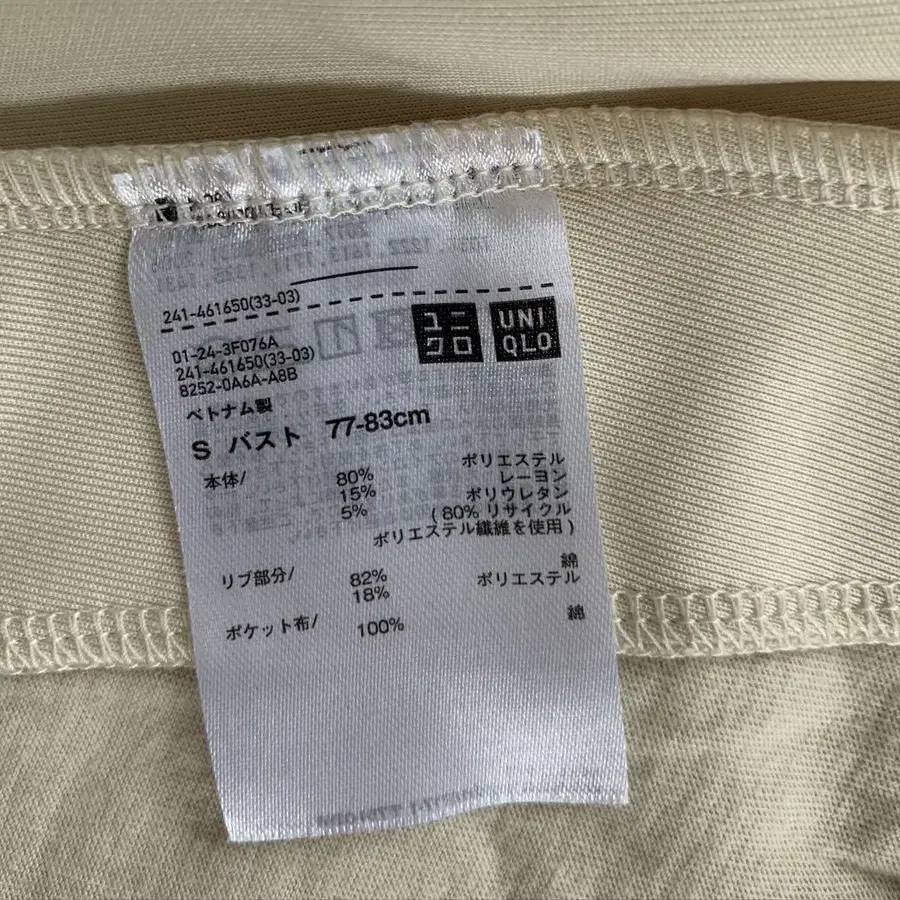 241-461650(33-03)
ユニクロ
UNIQLO
01-24-3F076A
241-461650(33-03)
8252-0A6A-A8B
ベトナム製
S バスト 77-83cm
本体/ 80% ポリエステル
15% レーヨン
5% ポリウレタン
( 80% リサイクル
ポリエステル繊維を使用 )
リブ部分/ 82% 綿
18% ポリエステル
ポケット布/ 100% 綿